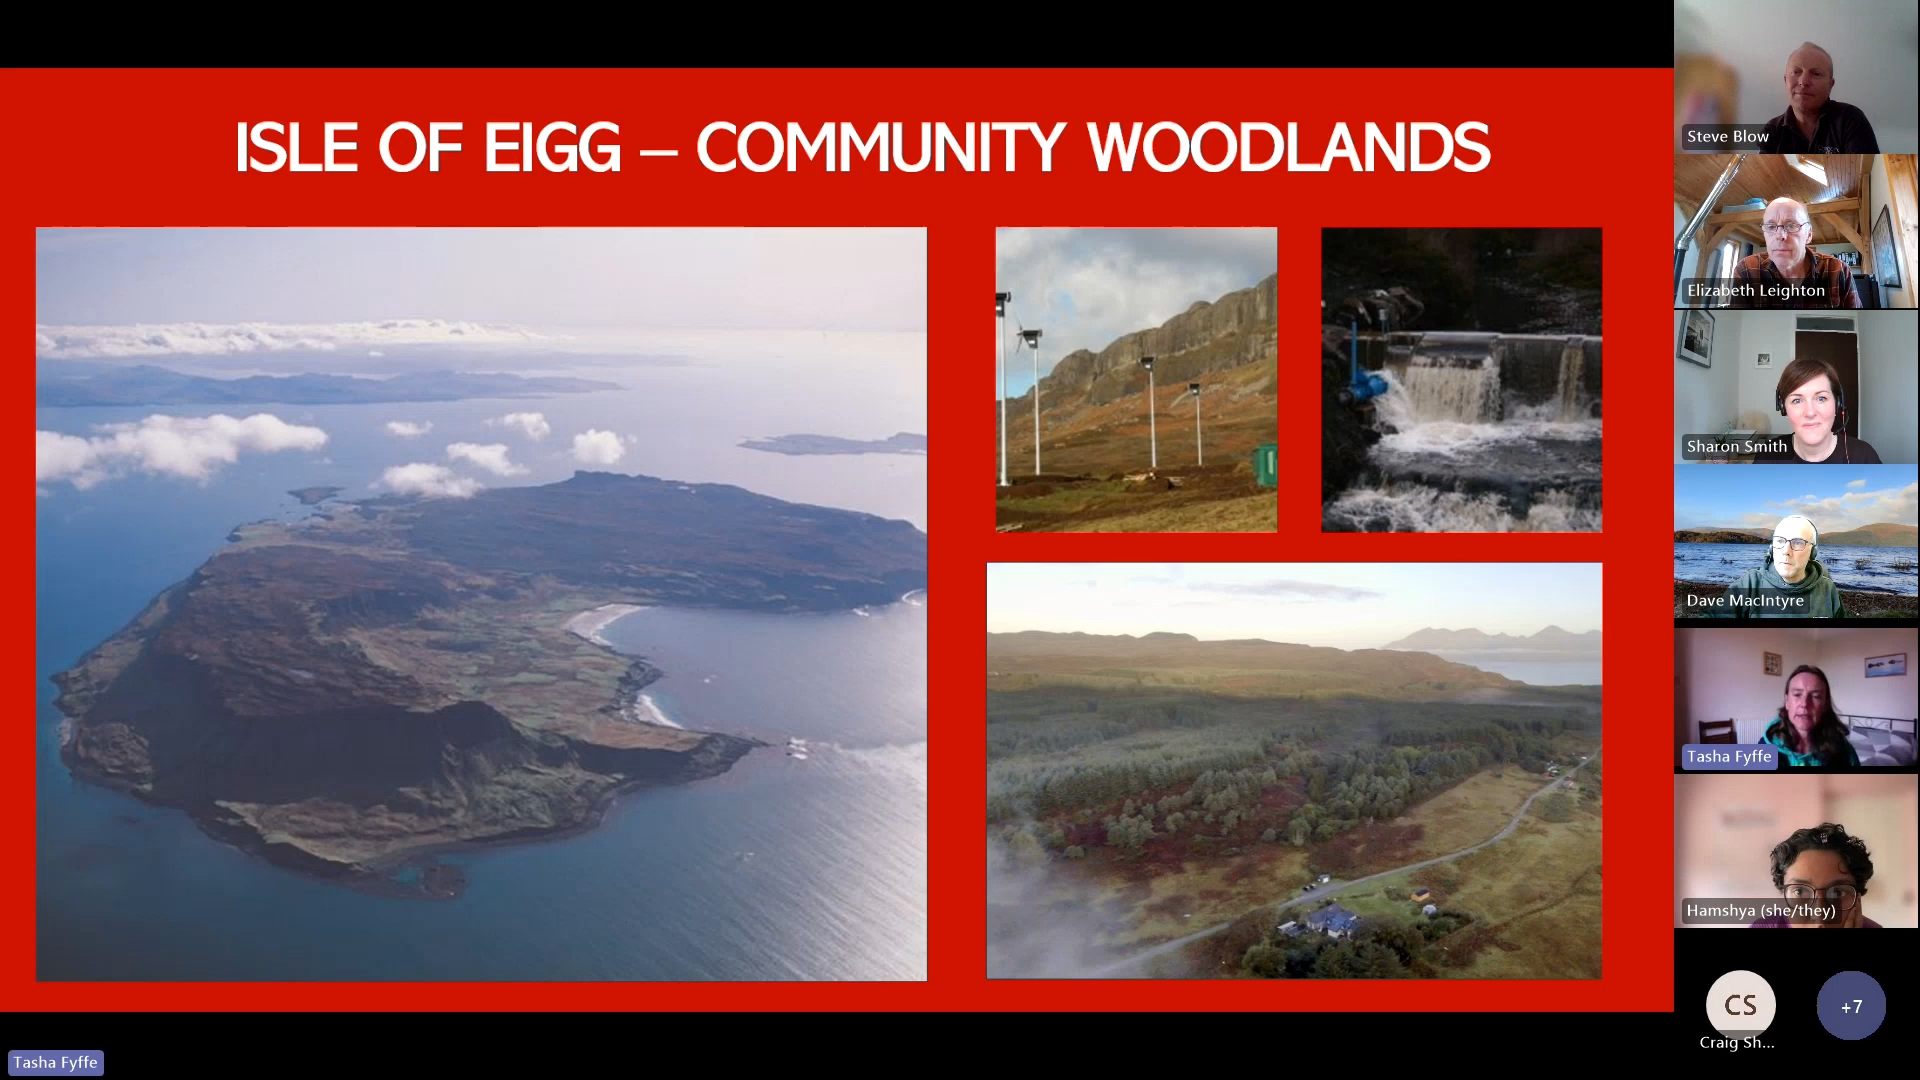 ISLE OF EIGG – COMMUNITY WOODLANDS
Steve Blow
Elizabeth Leighton
Sharon Smith
Dave MacIntyre
Tasha Fyffe
Hamshya (she/they)
CS
+7
Craig Sh...
Tasha Fyffe